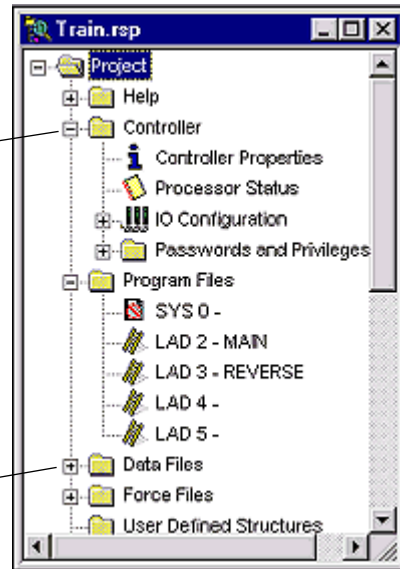 Train.rsp
Project
Help
Controller
Controller Properties
Processor Status
IO Configuration
Passwords and Privileges
Program Files
SYS 0 -
LAD 2 - MAIN
LAD 3 - REVERSE
LAD 4 -
LAD 5 -
Data Files
Force Files
User Defined Structures